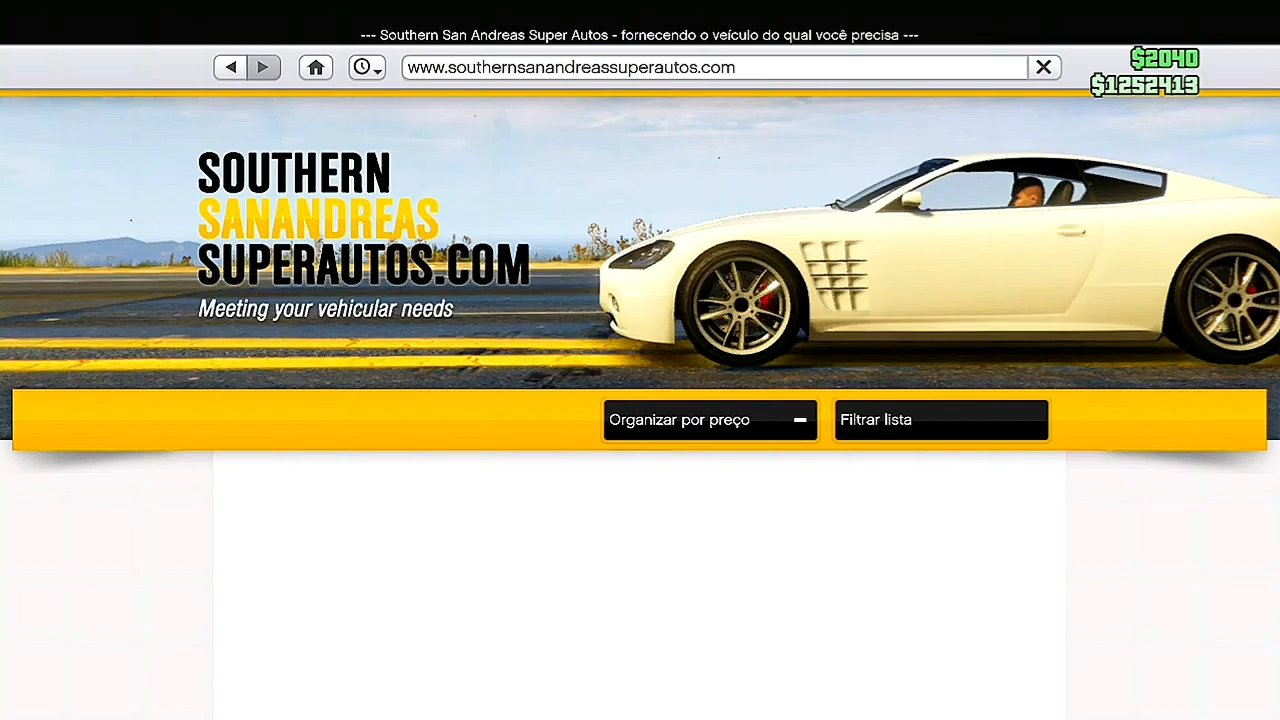 --- Southern San Andreas Super Autos - fornecendo o veículo do qual você precisa ---
www.southernsanandreassuperautos.com
$2040
$1252413
SOUTHERN
SANANDREAS
SUPERAUTOS.COM
Meeting your vehicular needs
Organizar por preço
Filtrar lista